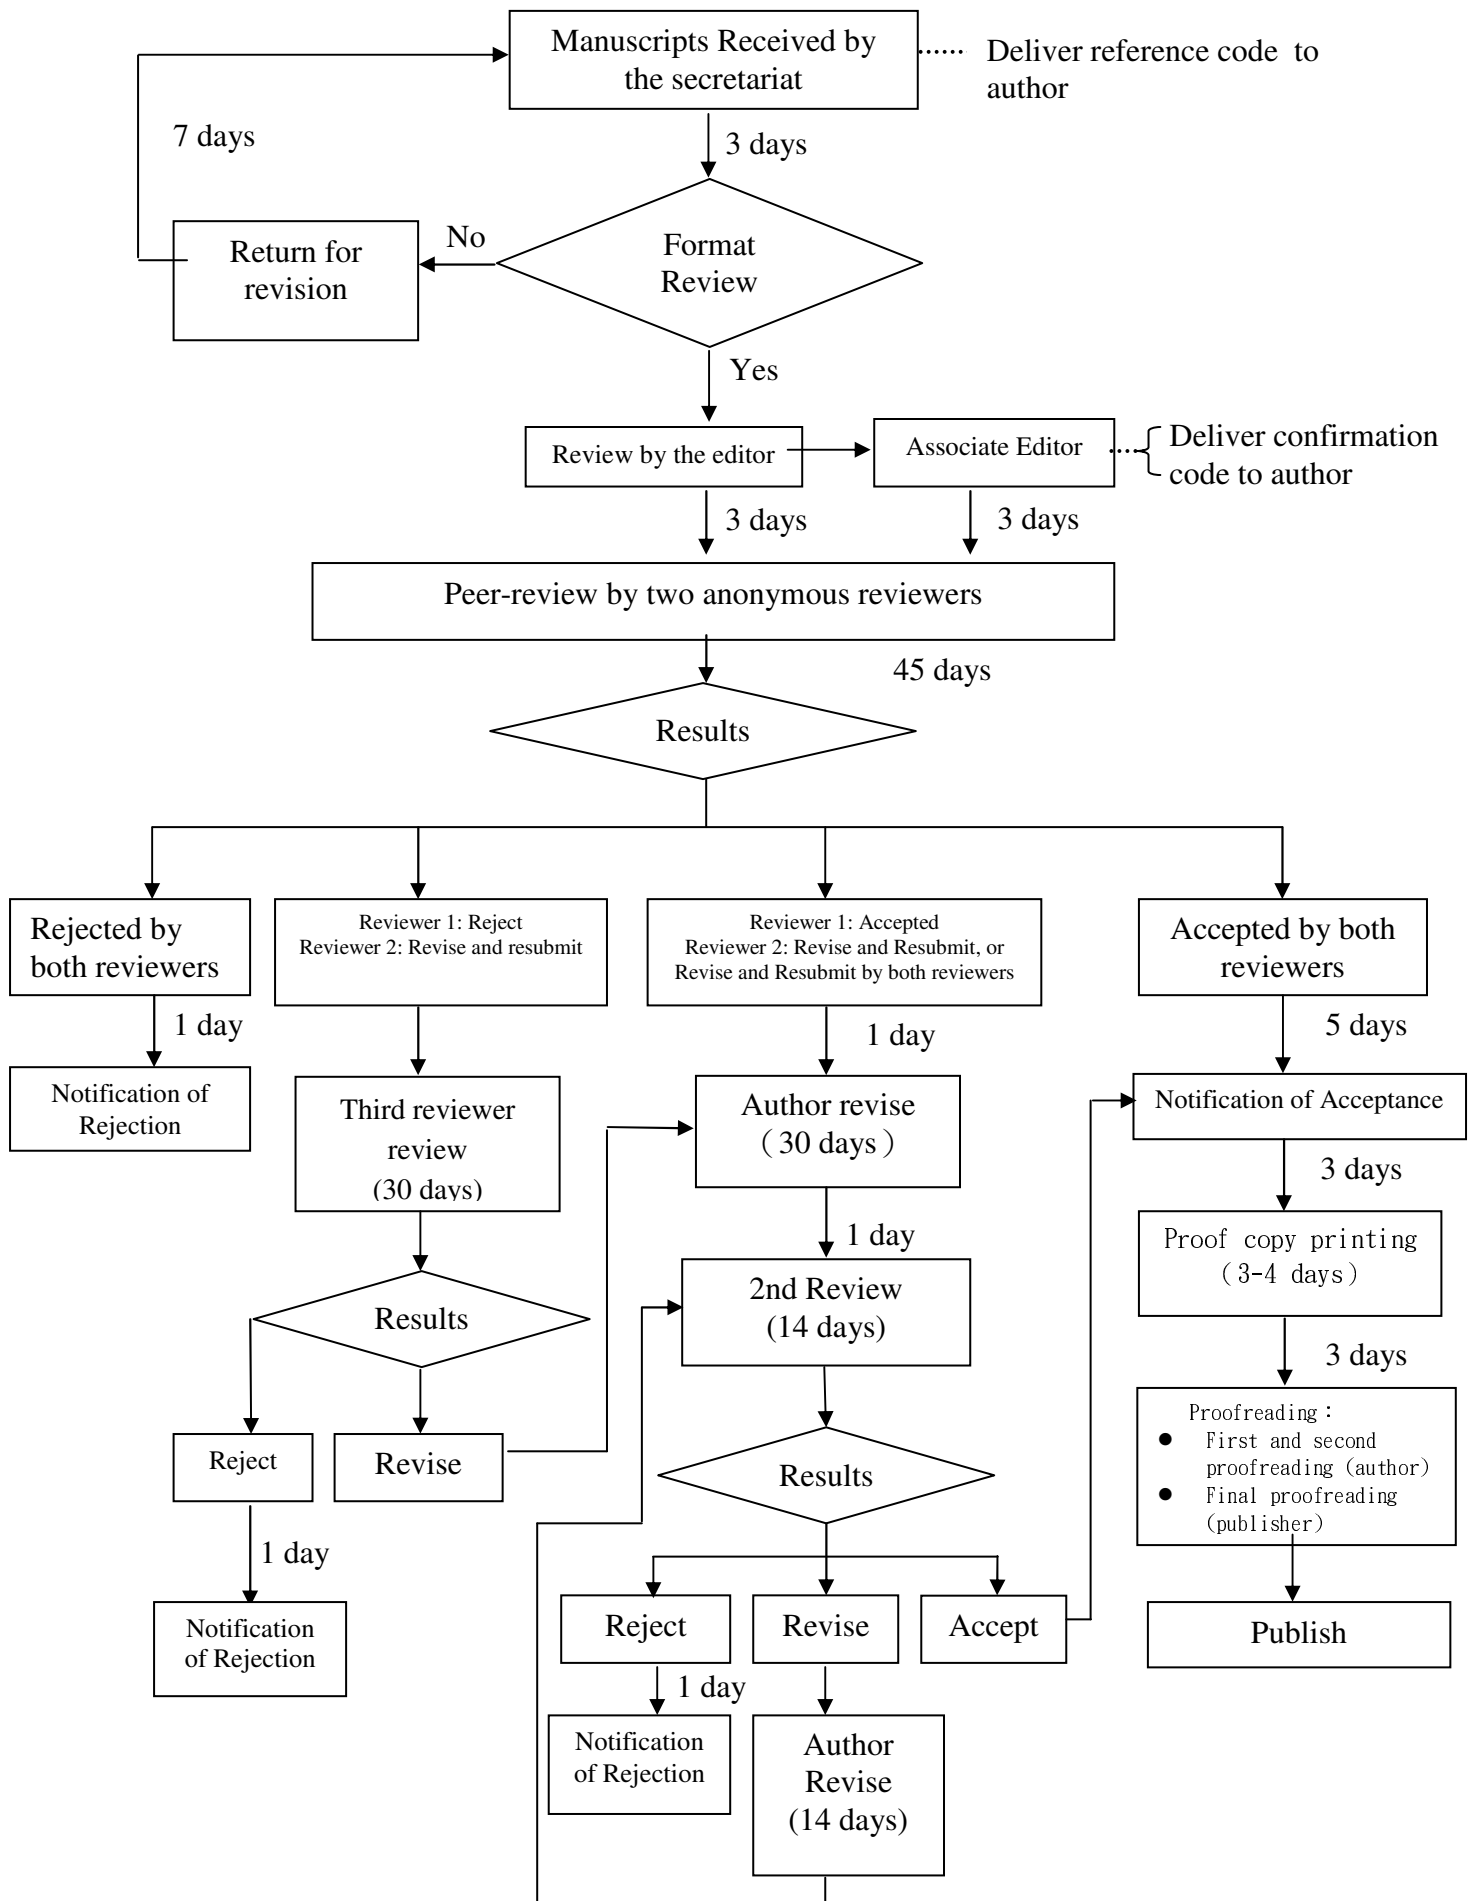 Manuscripts Received by
the secretariat
Deliver reference code to
author
7 days
3 days
Return for
revision
No
Format
Review
Yes
Review by the editor
Associate Editor
Deliver confirmation
code to author
3 days
3 days
Peer-review by two anonymous reviewers
45 days
Results
Rejected by
both reviewers
Reviewer 1: Reject
Reviewer 2: Revise and resubmit
Reviewer 1: Accepted
Reviewer 2: Revise and Resubmit, or
Revise and Resubmit by both reviewers
Accepted by both
reviewers
1 day
1 day
5 days
Notification of
Rejection
Third reviewer
review
(30 days)
Author revise
（30 days）
Notification of Acceptance
3 days
1 day
Proof copy printing
（3-4 days）
Results
2nd Review
(14 days)
3 days
Reject
Revise
Results
Proofreading：
● First and second
proofreading (author)
● Final proofreading
(publisher)
1 day
Notification
of Rejection
Reject
Revise
Accept
Publish
1 day
Notification
of Rejection
Author
Revise
(14 days)